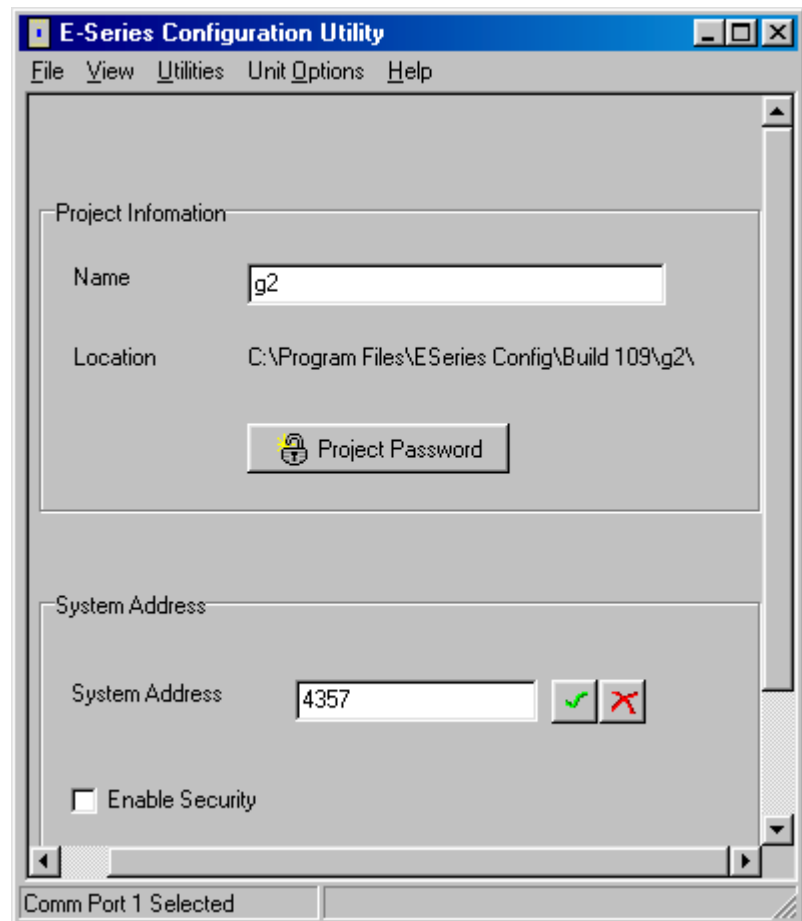 E-Series Configuration Utility
File View Utilities Unit Options Help
Project Infomation
Name g2
Location C:\Program Files\ESeries Config\Build 109\g2\
Project Password
System Address
System Address 4357
Enable Security
Comm Port 1 Selected